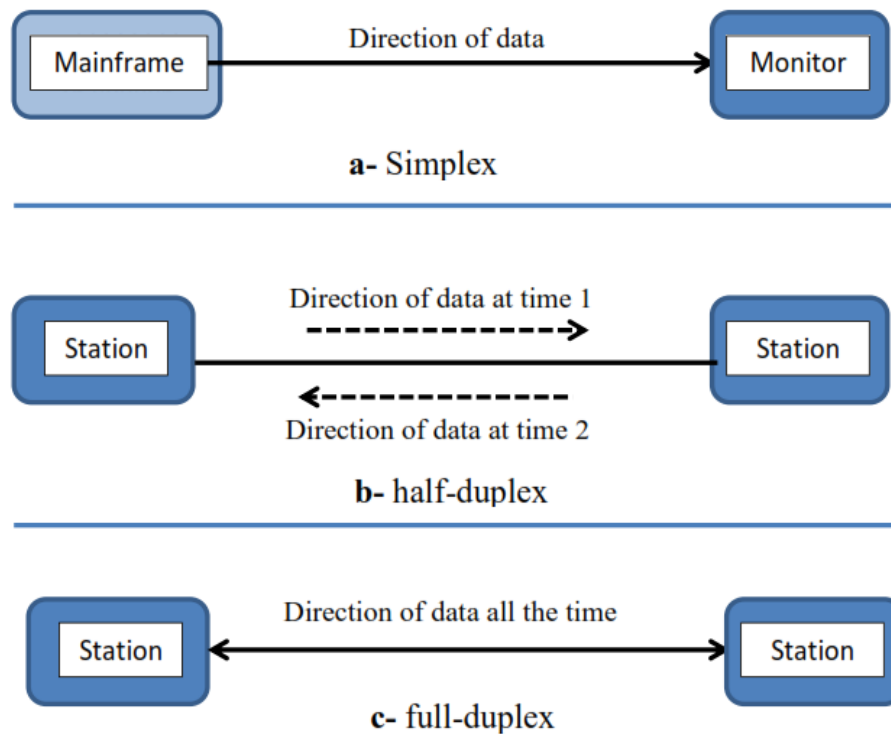 Direction of data
Mainframe
Monitor
a- Simplex
Direction of data at time 1
Station
Station
Direction of data at time 2
b- half-duplex
Direction of data all the time
Station
Station
c- full-duplex